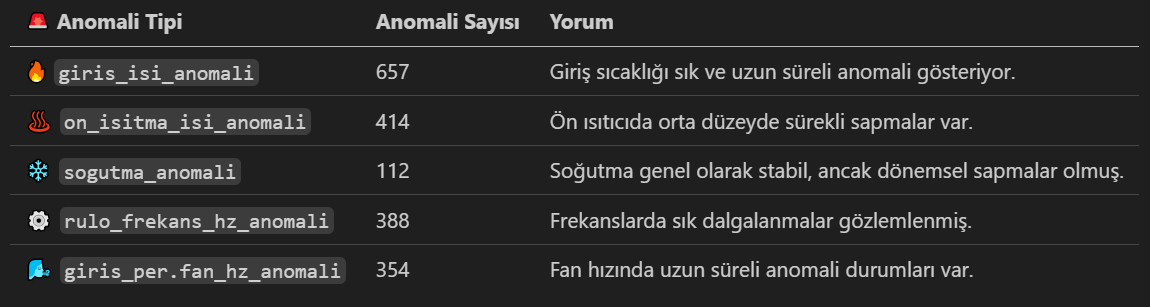 🚨 Anomali Tipi Anomali Sayısı Yorum
🔥 giris_isi_anomali 657 Giriş sıcaklığı sık ve uzun süreli anomali gösteriyor.
♨️ on_isitma_isi_anomali 414 Ön ısıtıcıda orta düzeyde sürekli sapmalar var.
❄️ sogutma_anomali 112 Soğutma genel olarak stabil, ancak dönemsel sapmalar olmuş.
⚙️ rulo_frekans_hz_anomali 388 Frekanslarda sık dalgalanmalar gözlemlenmiş.
🌬️ giris_per.fan_hz_anomali 354 Fan hızında uzun süreli anomali durumları var.